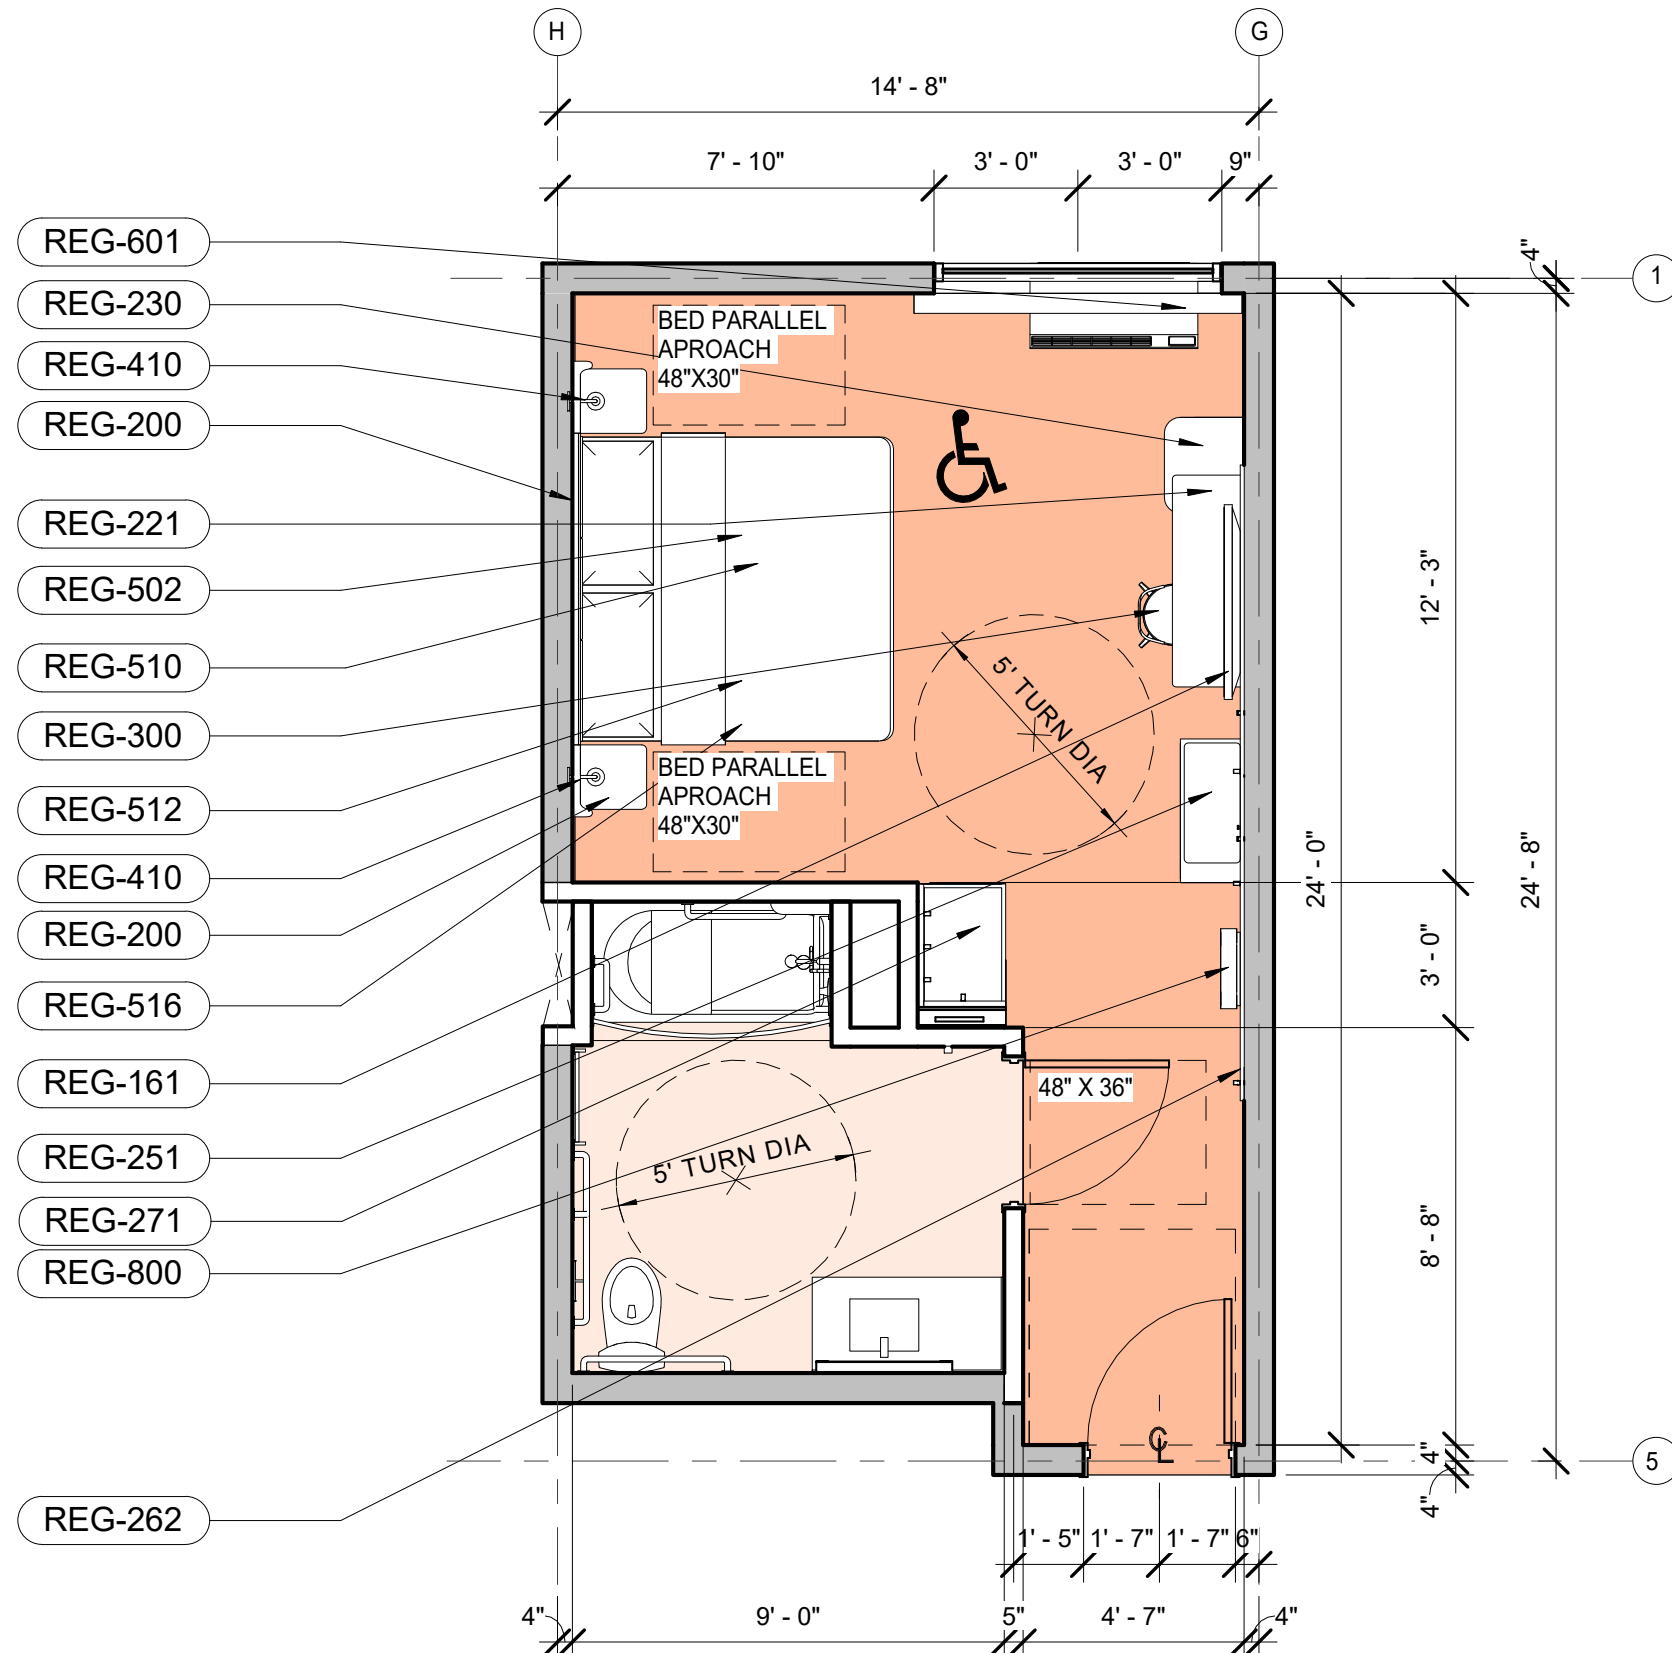 H
G
14' - 8"
7' - 10"
3' - 0"
3' - 0"
9"
REG-601
REG-230
REG-410
REG-200
REG-221
REG-502
REG-510
REG-300
REG-512
REG-410
REG-200
REG-516
REG-161
REG-251
REG-271
REG-800
REG-262
BED PARALLEL
APROACH
48"X30"
5' TURN DIA
BED PARALLEL
APROACH
48"X30"
48" X 36"
5' TURN DIA
CL
4"
1
12' - 3"
24' - 0"
24' - 8"
3' - 0"
8' - 8"
4"
4"
5
1' - 5"
1' - 7"
1' - 7"
6"
4"
9' - 0"
5"
4' - 7"
4"